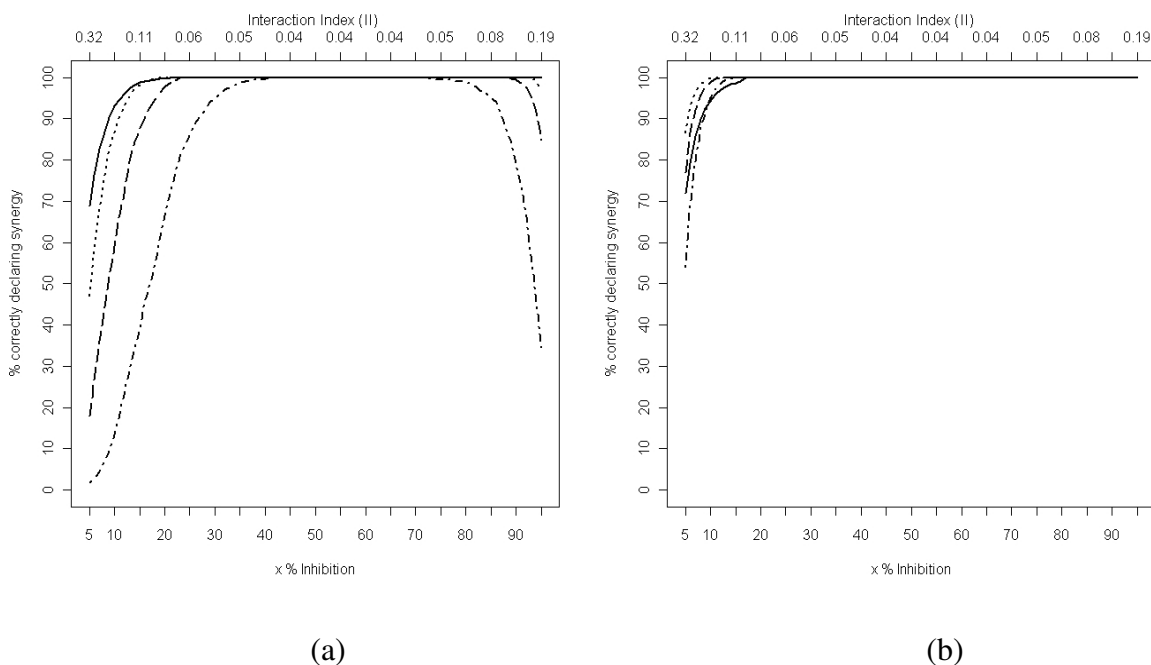 Interaction Index (II)
0.32 0.11 0.06 0.05 0.04 0.04 0.04 0.05 0.08 0.19
% correctly declaring synergy
100
90
80
70
60
50
40
30
20
10
0
5 10 20 30 40 50 60 70 80 90
x % Inhibition
(a)
Interaction Index (II)
0.32 0.11 0.06 0.05 0.04 0.04 0.04 0.05 0.08 0.19
% correctly declaring synergy
100
90
80
70
60
50
40
30
20
10
0
5 10 20 30 40 50 60 70 80 90
x % Inhibition
(b)